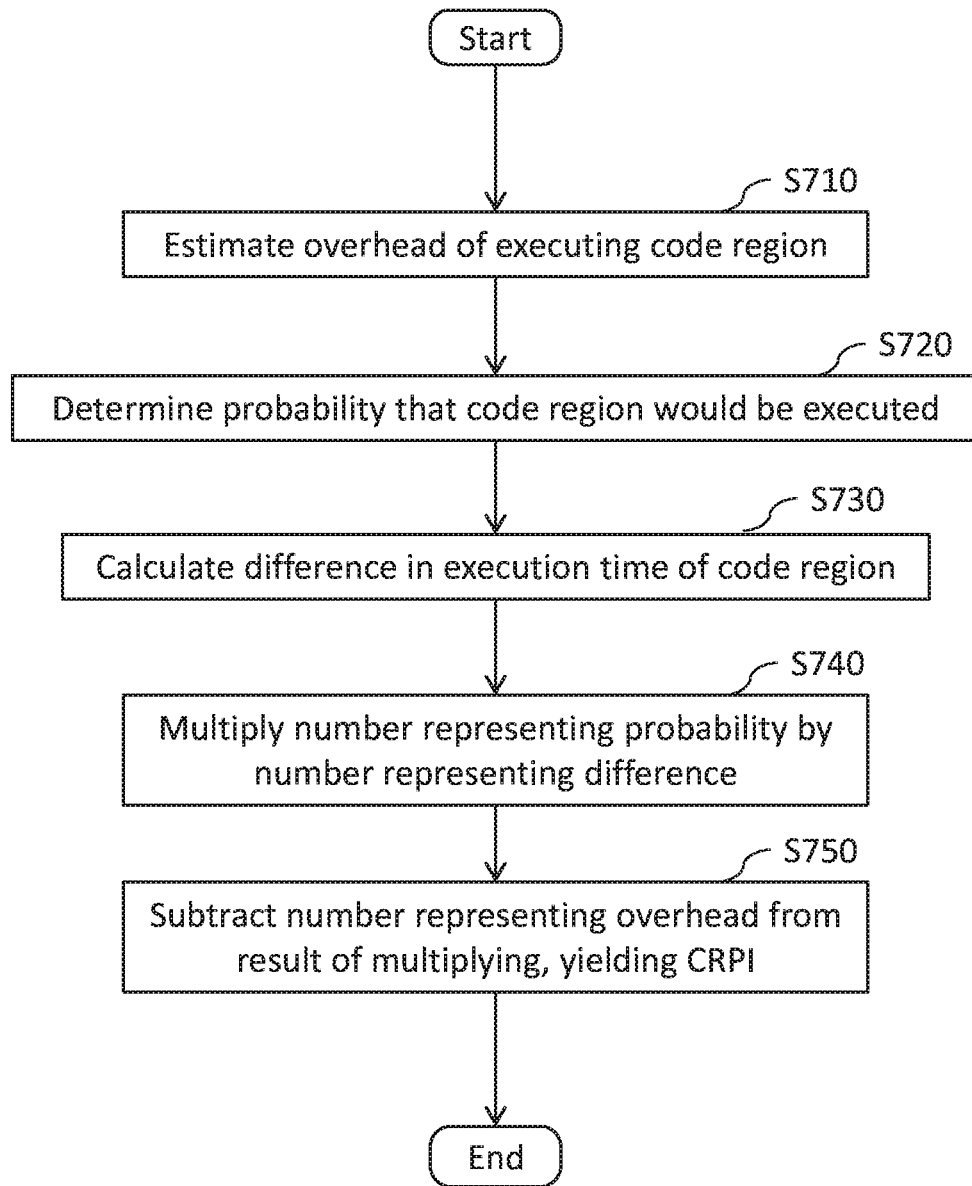 Start
S710
Estimate overhead of executing code region
S720
Determine probability that code region would be executed
S730
Calculate difference in execution time of code region
S740
Multiply number representing probability by
number representing difference
S750
Subtract number representing overhead from
result of multiplying, yielding CRPI
End